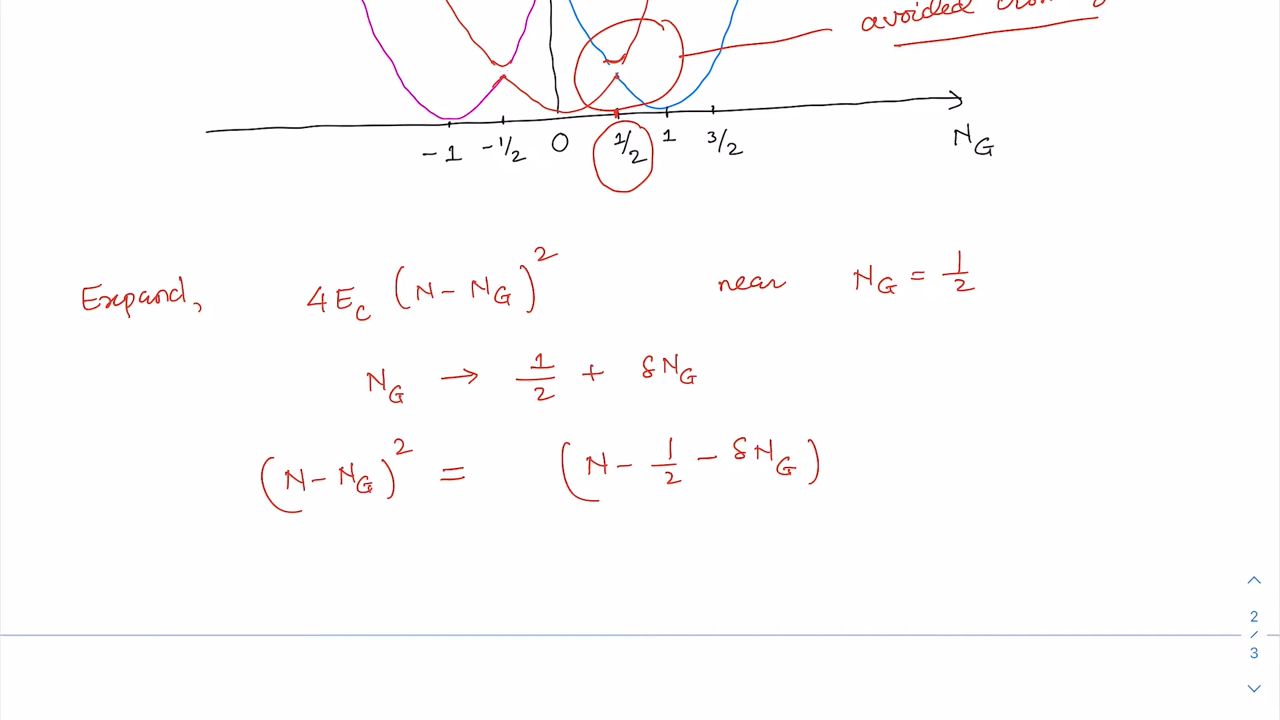 avoided
-1 -1/2 0 1/2 1 3/2 N_G
Expand, 4E_C (N - N_G)^2 near N_G = 1/2
N_G → 1/2 + δN_G
(N - N_G)^2 = (N - 1/2 - δN_G)
2
/
3